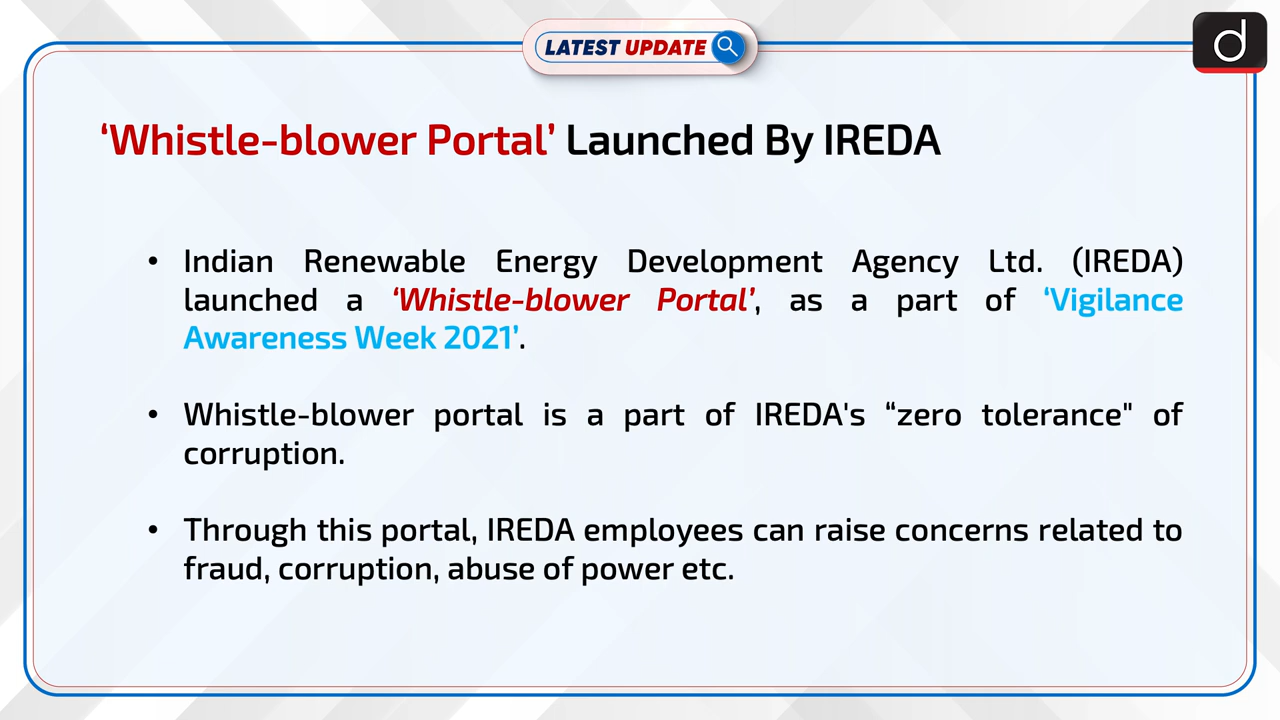 LATEST UPDATE
d
‘Whistle-blower Portal’ Launched By IREDA
• Indian Renewable Energy Development Agency Ltd. (IREDA)
launched a ‘Whistle-blower Portal’, as a part of ‘Vigilance
Awareness Week 2021’.
• Whistle-blower portal is a part of IREDA's “zero tolerance" of
corruption.
• Through this portal, IREDA employees can raise concerns related to
fraud, corruption, abuse of power etc.